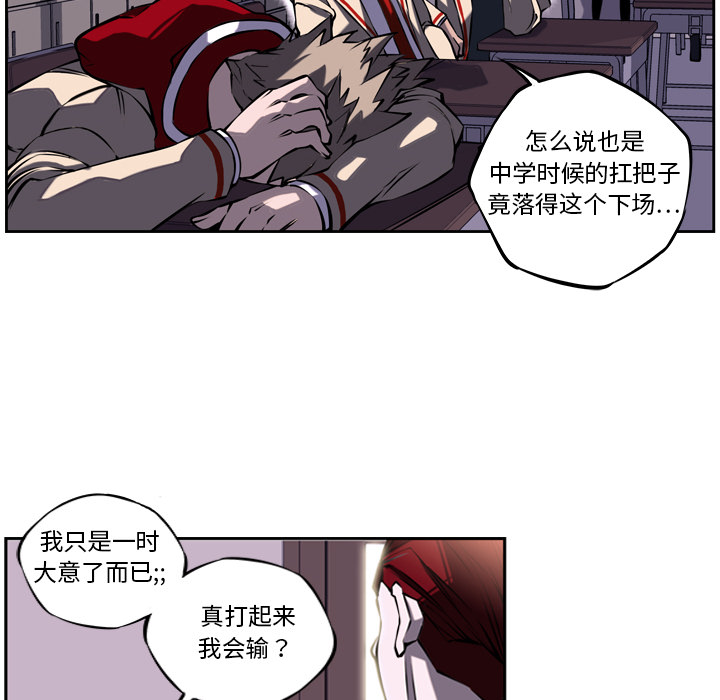 怎么说也是
中学时候的扛把子
竟落得这个下场...
我只是一时
大意了而已;;
真打起来
我会输？